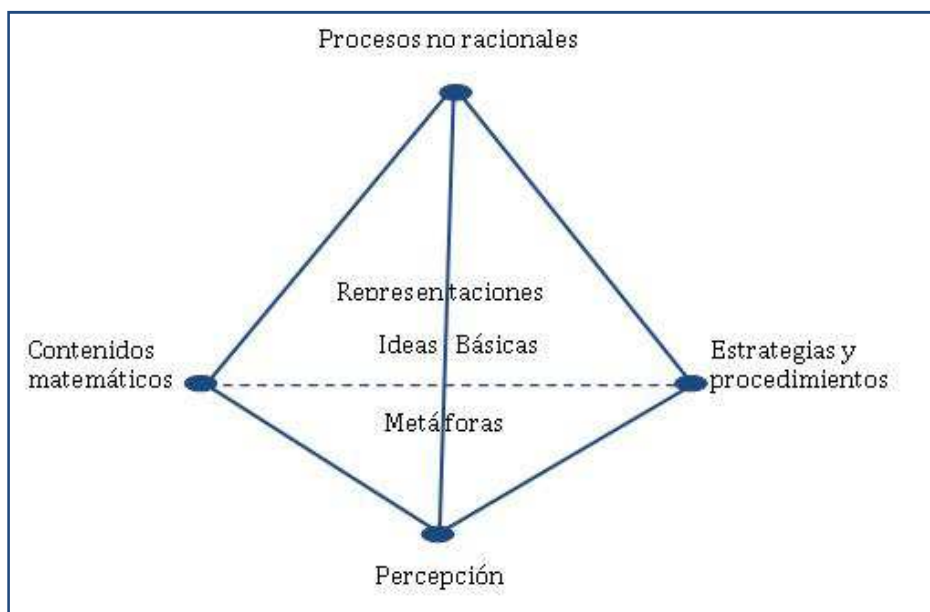 Procesos no racionales
Representaciones
Ideas Básicas
Contenidos
matemáticos
Estrategias y
procedimientos
Metáforas
Percepción